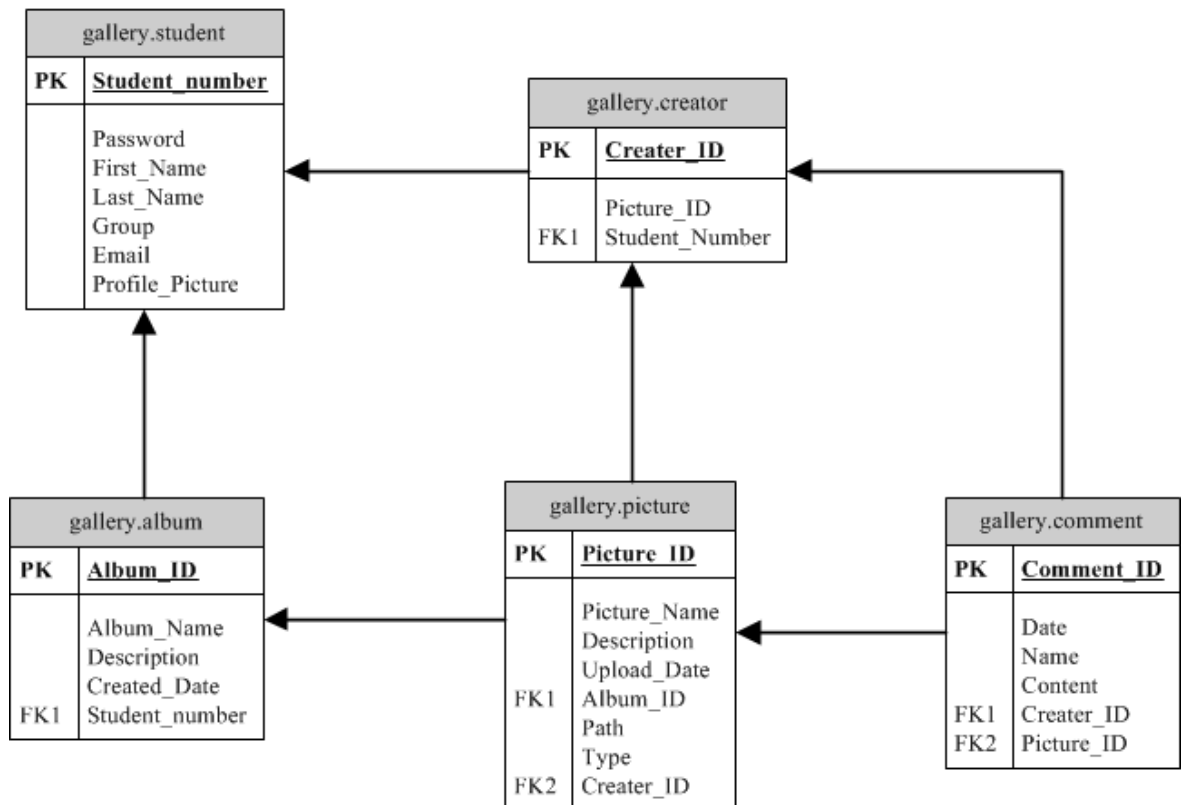 gallery.student
PK Student_number
Password
First_Name
Last_Name
Group
Email
Profile_Picture
gallery.creator
PK Creater_ID
Picture_ID
FK1 Student_Number
gallery.album
PK Album_ID
Album_Name
Description
Created_Date
FK1 Student_number
gallery.picture
PK Picture_ID
Picture_Name
Description
Upload_Date
FK1 Album_ID
Path
Type
FK2 Creater_ID
gallery.comment
PK Comment_ID
Date
Name
Content
FK1 Creater_ID
FK2 Picture_ID